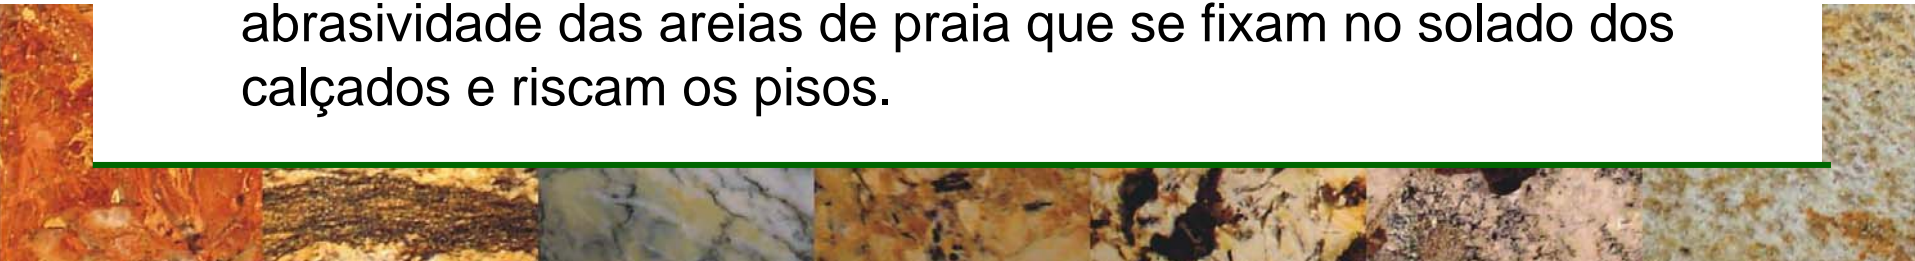 abrasividade das areias de praia que se fixam no solado dos
calçados e riscam os pisos.